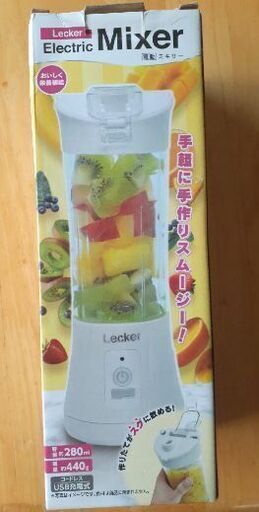 Lecker
Electric Mixer
電動ミキサー
おいしく
栄養補給
手軽に手作りスムージー!
Lecker
作りたてがスグに飲める!
容量 約280ml
重量 約440g
コードレス
USB充電式